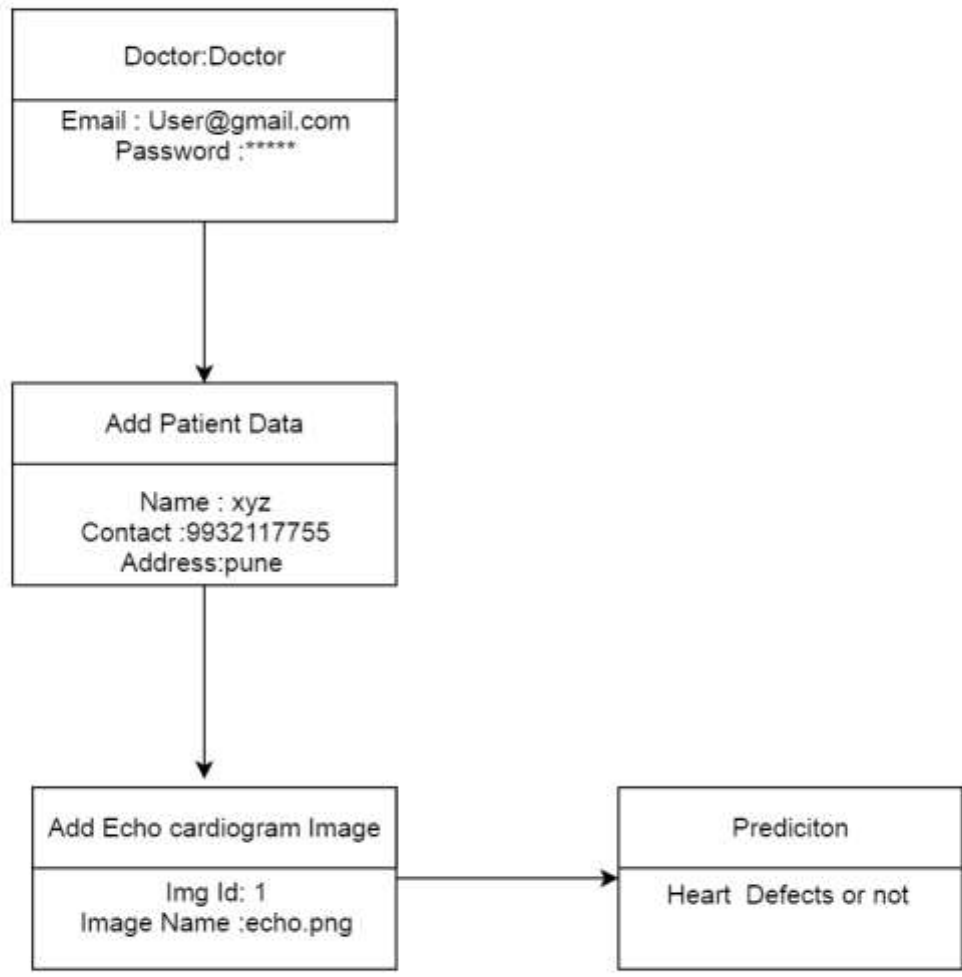 Doctor:Doctor
Email : User@gmail.com
Password :*****
Add Patient Data
Name : xyz
Contact :9932117755
Address:pune
Add Echo cardiogram Image
Img Id: 1
Image Name :echo.png
Prediciton
Heart  Defects or not